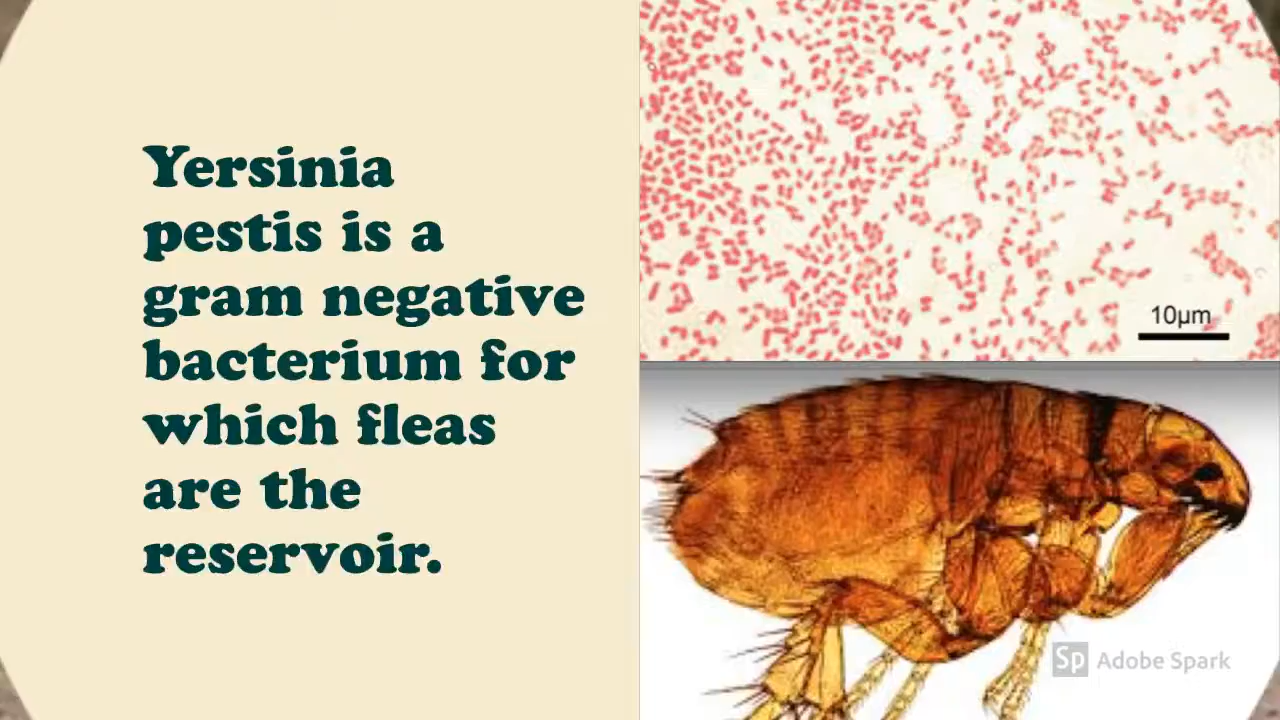 Yersinia
pestis is a
gram negative
bacterium for
which fleas
are the
reservoir.
10µm
Sp Adobe Spark